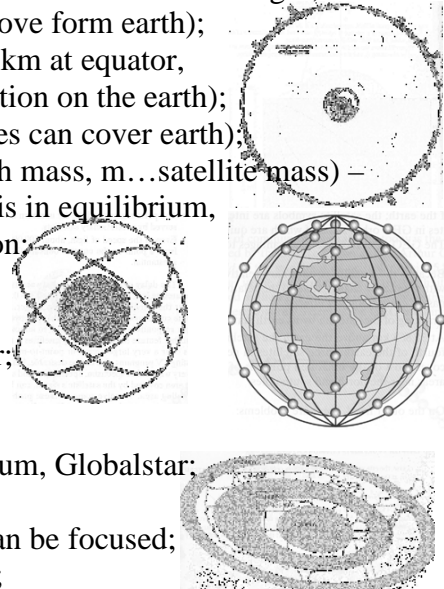 ove form earth);
km at equator,
tion on the earth);
es can cover earth);
h mass, m…satellite mass) –
is in equilibrium,
on;
r;
um, Globalstar;
an be focused;
;